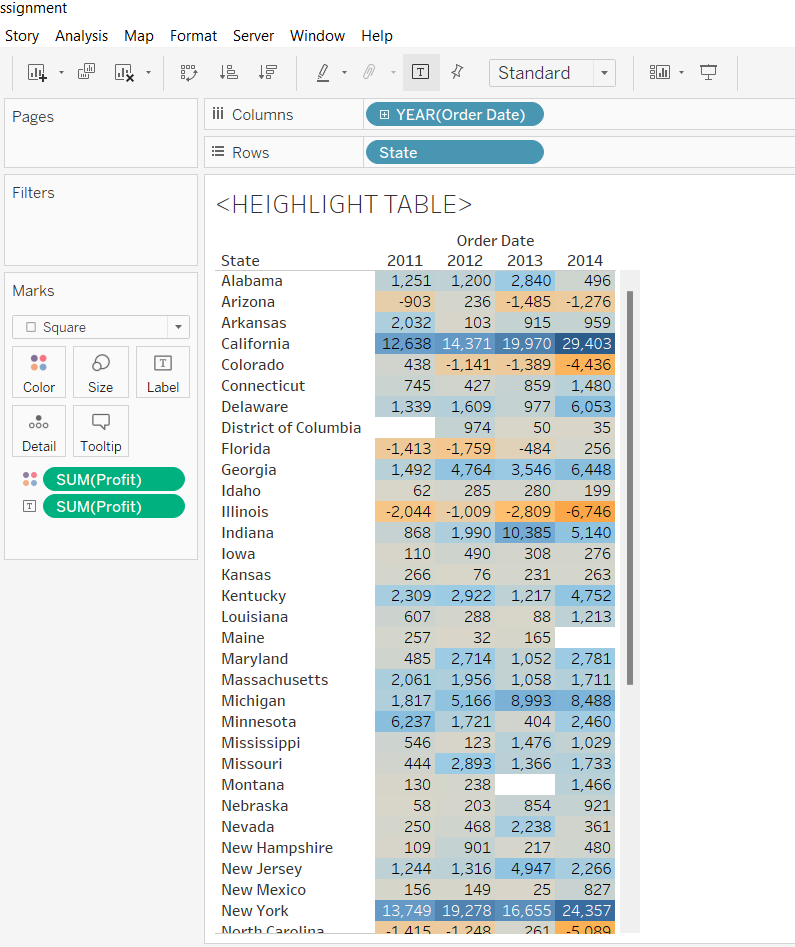 ssignment
Story Analysis Map Format Server Window Help
Standard
Pages
Columns YEAR(Order Date)
Rows State
Filters
<HEIGHLIGHT TABLE>
Order Date
State 2011 2012 2013 2014
Marks
Square
Color Size Label
Detail Tooltip
SUM(Profit)
T SUM(Profit)
Alabama 1,251 1,200 2,840 496
Arizona -903 236 -1,485 -1,276
Arkansas 2,032 103 915 959
California 12,638 14,371 19,970 29,403
Colorado 438 -1,141 -1,389 -4,436
Connecticut 745 427 859 1,480
Delaware 1,339 1,609 977 6,053
District of Columbia 974 50 35
Florida -1,413 -1,759 -484 256
Georgia 1,492 4,764 3,546 6,448
Idaho 62 285 280 199
Illinois -2,044 -1,009 -2,809 -6,746
Indiana 868 1,990 10,385 5,140
Iowa 110 490 308 276
Kansas 266 76 231 263
Kentucky 2,309 2,922 1,217 4,752
Louisiana 607 288 88 1,213
Maine 257 32 165
Maryland 485 2,714 1,052 2,781
Massachusetts 2,061 1,956 1,058 1,711
Michigan 1,817 5,166 8,993 8,488
Minnesota 6,237 1,721 404 2,460
Mississippi 546 123 1,476 1,029
Missouri 444 2,893 1,366 1,733
Montana 130 238 1,466
Nebraska 58 203 854 921
Nevada 250 468 2,238 361
New Hampshire 109 901 217 480
New Jersey 1,244 1,316 4,947 2,266
New Mexico 156 149 25 827
New York 13,749 19,278 16,655 24,357
North Carolina -1,415 -1,248 261 -5,089